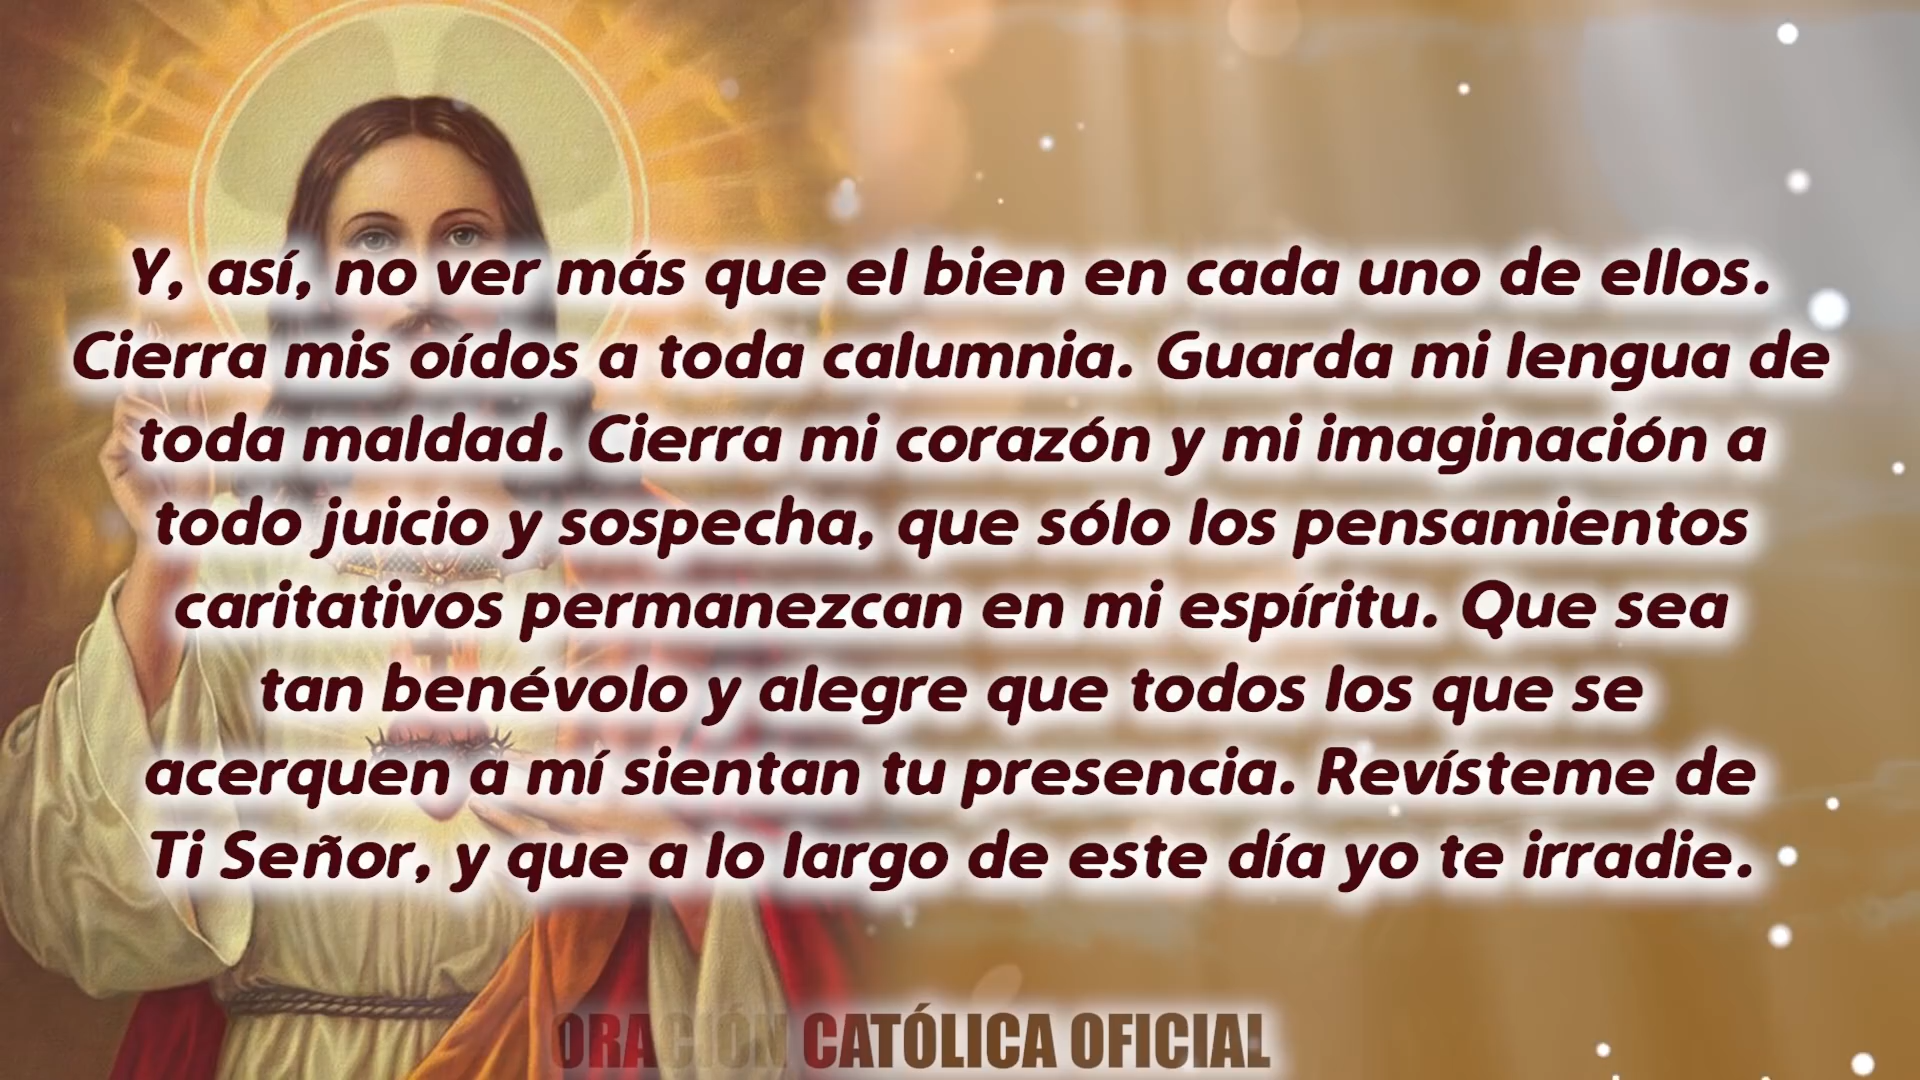 Y, así, no ver más que el bien en cada uno de ellos.
Cierra mis oídos a toda calumnia. Guarda mi lengua de
toda maldad. Cierra mi corazón y mi imaginación a
todo juicio y sospecha, que sólo los pensamientos
caritativos permanezcan en mi espíritu. Que sea
tan benévolo y alegre que todos los que se
acerquen a mí sientan tu presencia. Revísteme de
Ti Señor, y que a lo largo de este día yo te irradie.
ORACIÓN CATÓLICA OFICIAL